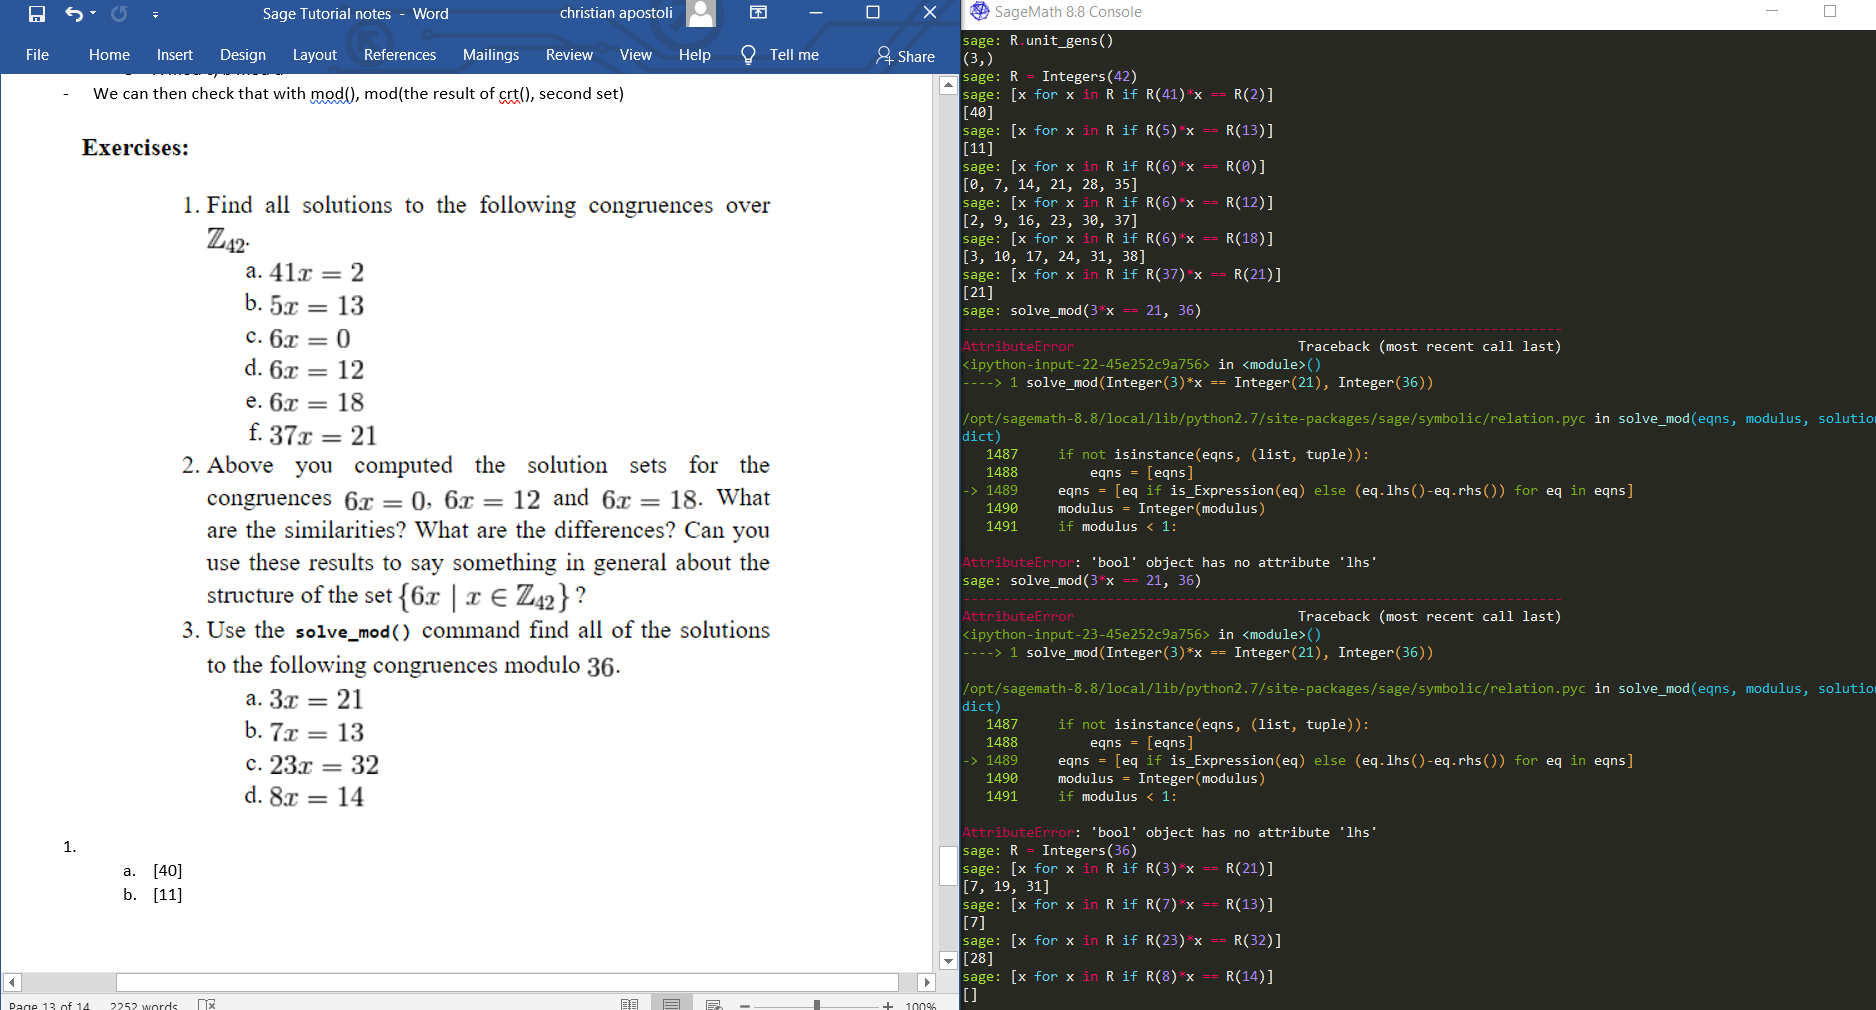 Sage Tutorial notes - Word
christian apostoli
File Home Insert Design Layout References Mailings Review View Help Tell me Share
- We can then check that with mod(), mod(the result of crt(), second set)
Exercises:
1. Find all solutions to the following congruences over
ℤ₄₂.
a. 41x = 2
b. 5x = 13
c. 6x = 0
d. 6x = 12
e. 6x = 18
f. 37x = 21
2. Above you computed the solution sets for the
congruences 6x = 0, 6x = 12 and 6x = 18. What
are the similarities? What are the differences? Can you
use these results to say something in general about the
structure of the set {6x | x ∈ ℤ₄₂}?
3. Use the solve_mod() command find all of the solutions
to the following congruences modulo 36.
a. 3x = 21
b. 7x = 13
c. 23x = 32
d. 8x = 14
1.
a. [40]
b. [11]
Page 13 of 14 2252 words
100%
SageMath 8.8 Console
sage: R.unit_gens()
(3,)
sage: R = Integers(42)
sage: [x for x in R if R(41)*x == R(2)]
[40]
sage: [x for x in R if R(5)*x == R(13)]
[11]
sage: [x for x in R if R(6)*x == R(0)]
[0, 7, 14, 21, 28, 35]
sage: [x for x in R if R(6)*x == R(12)]
[2, 9, 16, 23, 30, 37]
sage: [x for x in R if R(6)*x == R(18)]
[3, 10, 17, 24, 31, 38]
sage: [x for x in R if R(37)*x == R(21)]
[21]
sage: solve_mod(3*x == 21, 36)
---------------------------------------------------------------------------
AttributeError Traceback (most recent call last)
<ipython-input-22-45e252c9a756> in <module>()
----> 1 solve_mod(Integer(3)*x == Integer(21), Integer(36))
/opt/sagemath-8.8/local/lib/python2.7/site-packages/sage/symbolic/relation.pyc in solve_mod(eqns, modulus, solution
dict)
1487 if not isinstance(eqns, (list, tuple)):
1488 eqns = [eqns]
-> 1489 eqns = [eq if is_Expression(eq) else (eq.lhs()-eq.rhs()) for eq in eqns]
1490 modulus = Integer(modulus)
1491 if modulus < 1:
AttributeError: 'bool' object has no attribute 'lhs'
sage: solve_mod(3*x == 21, 36)
---------------------------------------------------------------------------
AttributeError Traceback (most recent call last)
<ipython-input-23-45e252c9a756> in <module>()
----> 1 solve_mod(Integer(3)*x == Integer(21), Integer(36))
/opt/sagemath-8.8/local/lib/python2.7/site-packages/sage/symbolic/relation.pyc in solve_mod(eqns, modulus, solution
dict)
1487 if not isinstance(eqns, (list, tuple)):
1488 eqns = [eqns]
-> 1489 eqns = [eq if is_Expression(eq) else (eq.lhs()-eq.rhs()) for eq in eqns]
1490 modulus = Integer(modulus)
1491 if modulus < 1:
AttributeError: 'bool' object has no attribute 'lhs'
sage: R = Integers(36)
sage: [x for x in R if R(3)*x == R(21)]
[7, 19, 31]
sage: [x for x in R if R(7)*x == R(13)]
[7]
sage: [x for x in R if R(23)*x == R(32)]
[28]
sage: [x for x in R if R(8)*x == R(14)]
[]